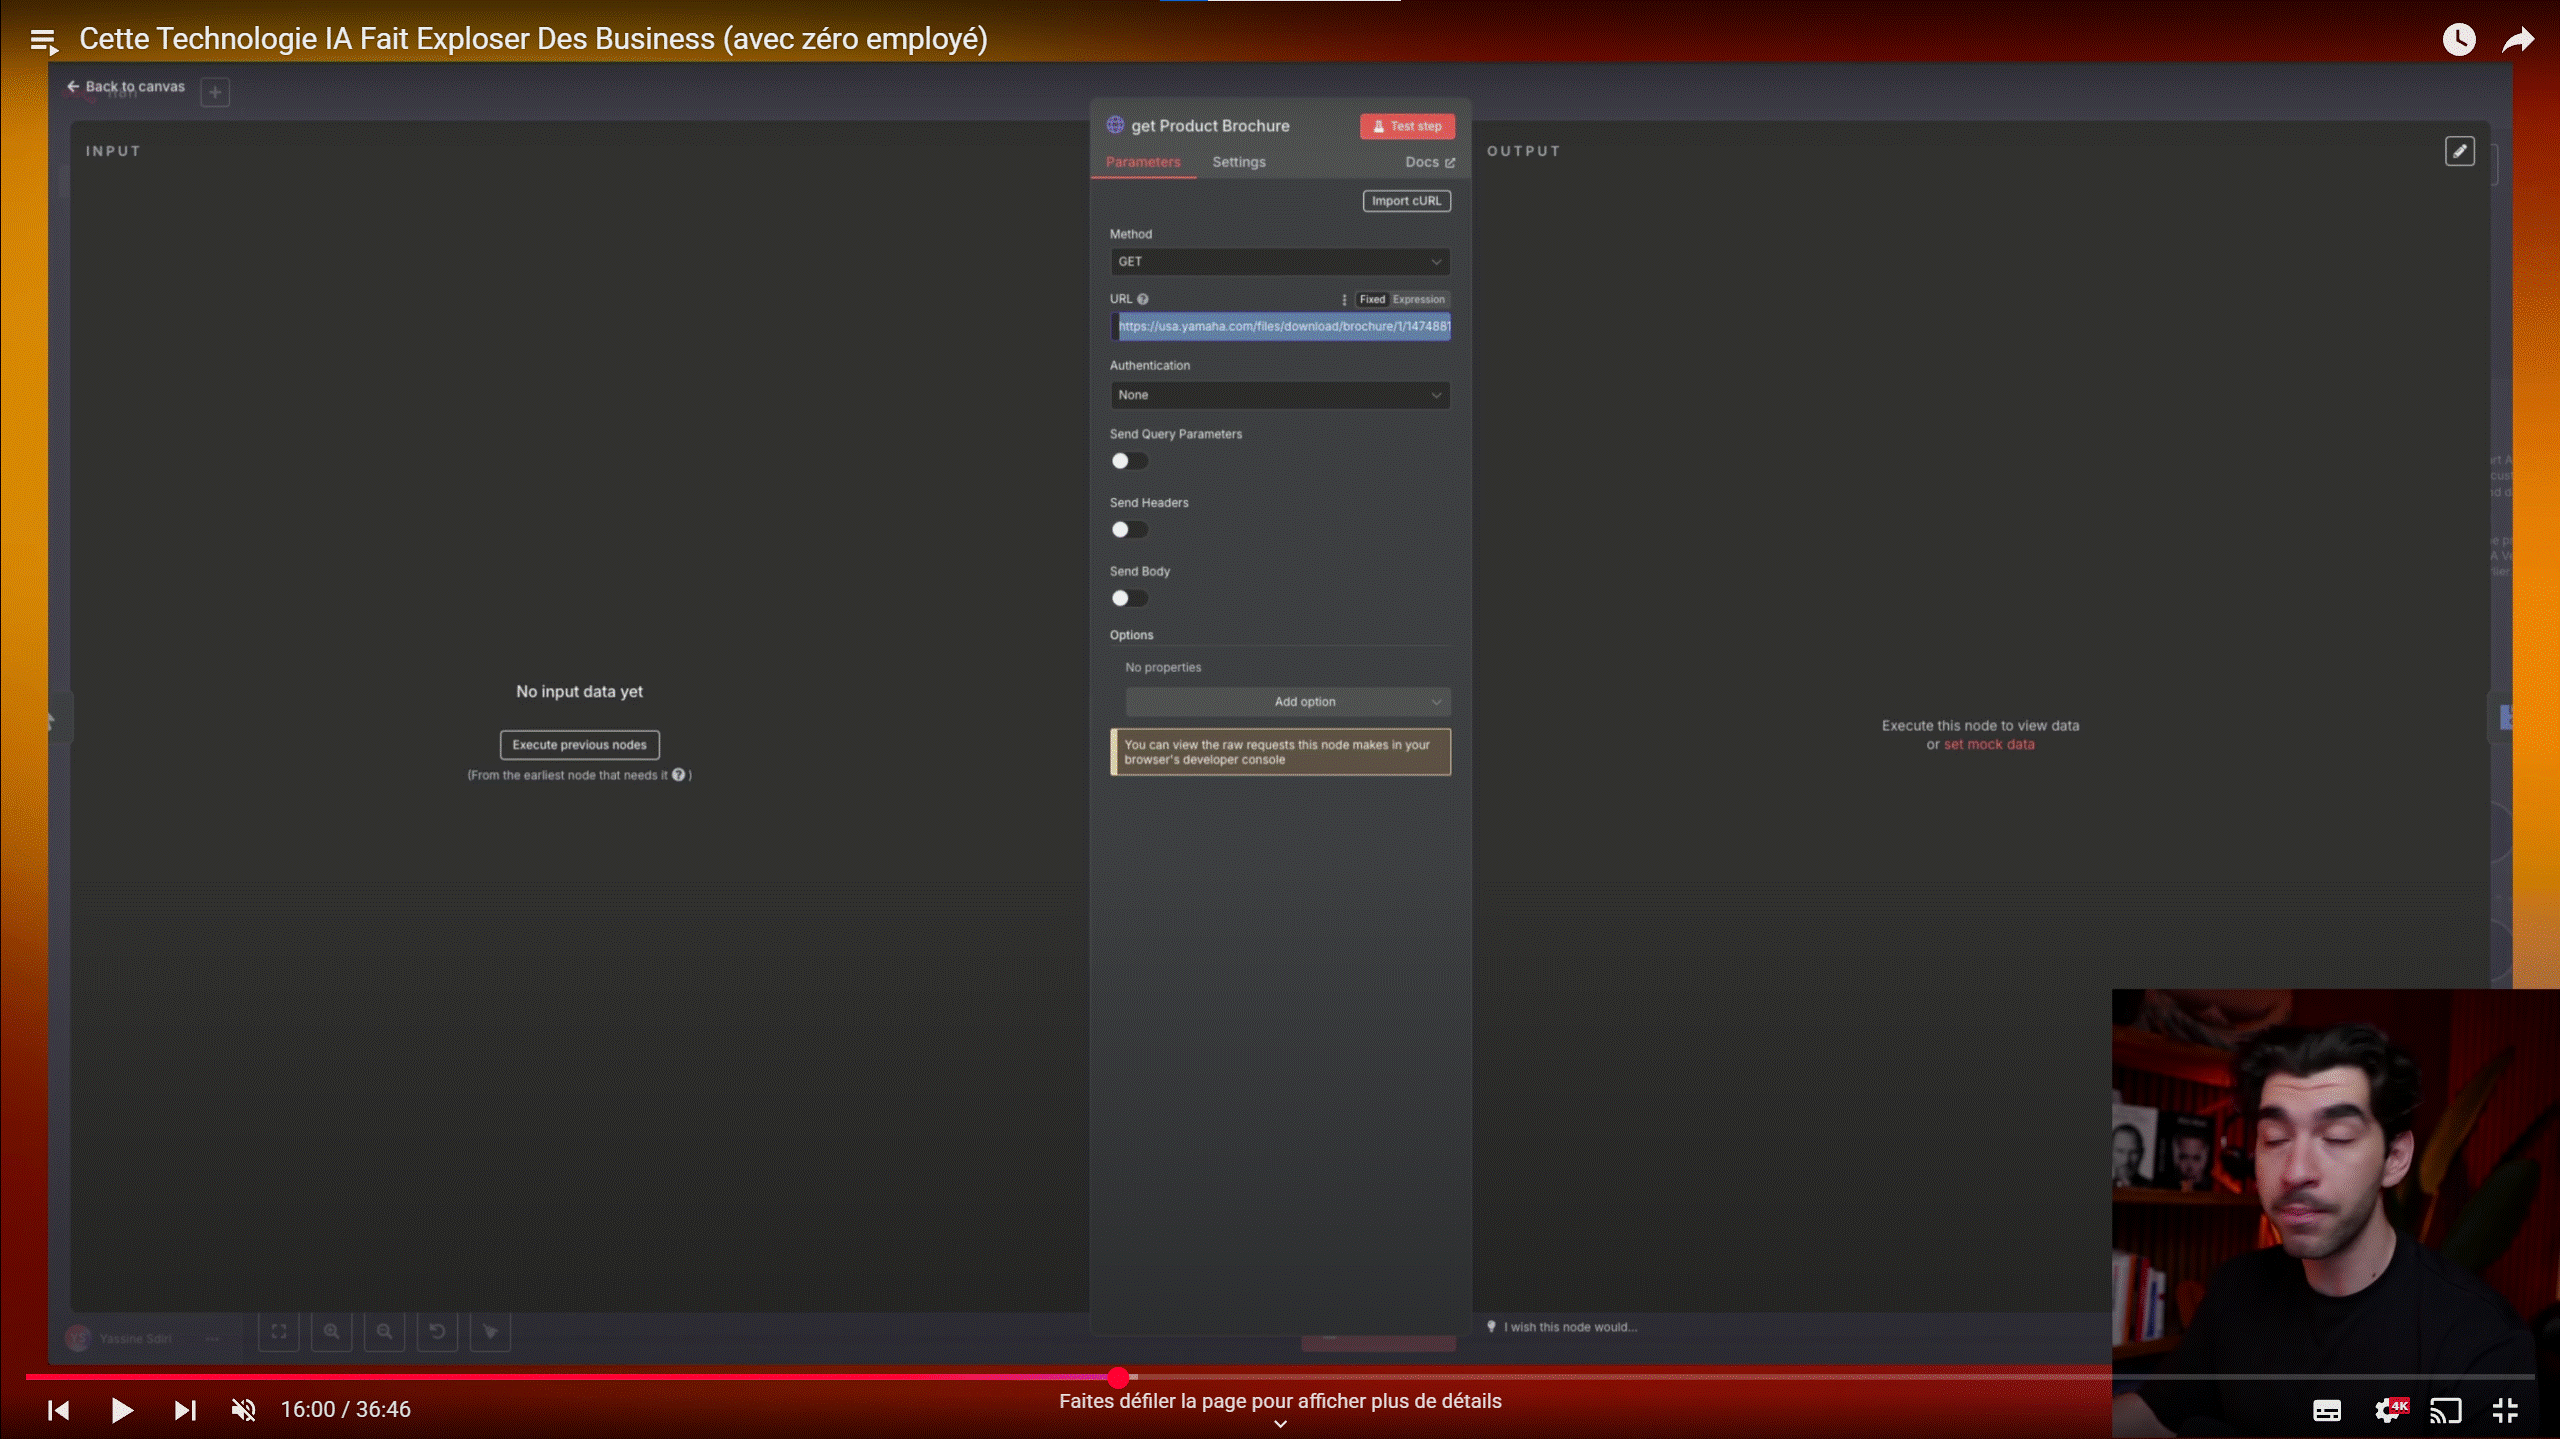 Cette Technologie IA Fait Exploser Des Business (avec zéro employé)
Back to canvas
INPUT
No input data yet
Execute previous nodes
(From the earliest node that needs it ? )
get Product Brochure
Test step
Parameters
Settings
Docs
Import cURL
Method
GET
URL
Fixed
Expression
https://usa.yamaha.com/files/download/brochure/1/1474881
Authentication
None
Send Query Parameters
Send Headers
Send Body
Options
No properties
Add option
You can view the raw requests this node makes in your
browser's developer console
OUTPUT
Execute this node to view data
or set mock data
I wish this node would...
YS
Yassine Sdiri
16:00 / 36:46
Faites défiler la page pour afficher plus de détails
4K